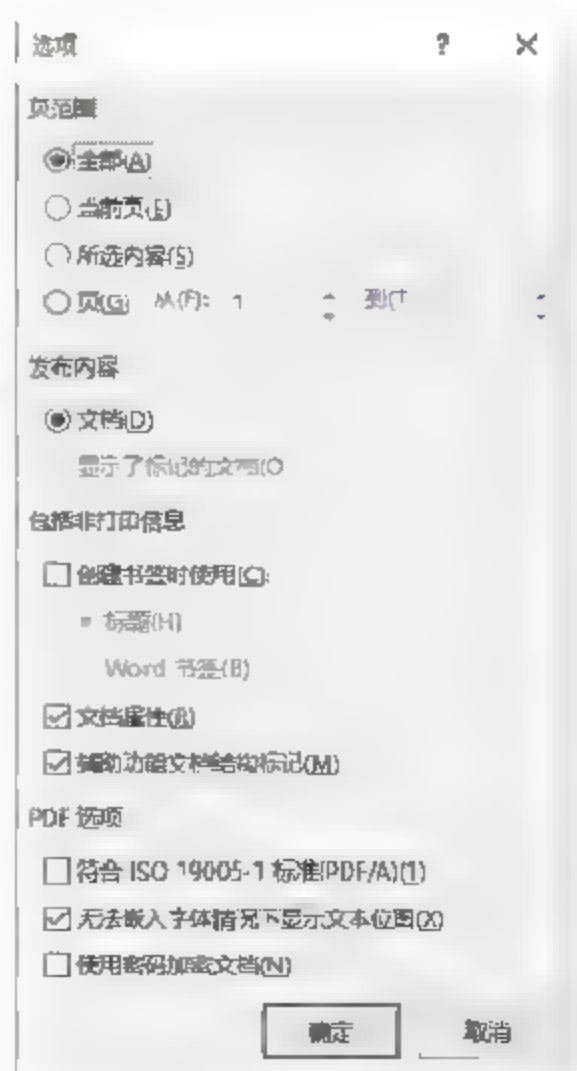 选项 ? ×
页范围
全部(A)
当前页(E)
所选内容(S)
页(G) 从(F): 1 到(T
发布内容
文档(D)
显示了标记的文档(O
包括非打印信息
创建书签时使用(C):
标题(H)
Word 书签(B)
文档属性(R)
辅助功能文档结构标记(M)
PDF 选项
符合 ISO 19005-1 标准(PDF/A)(1)
无法嵌入字体情况下显示文本位图(X)
使用密码加密文档(N)
确定 取消